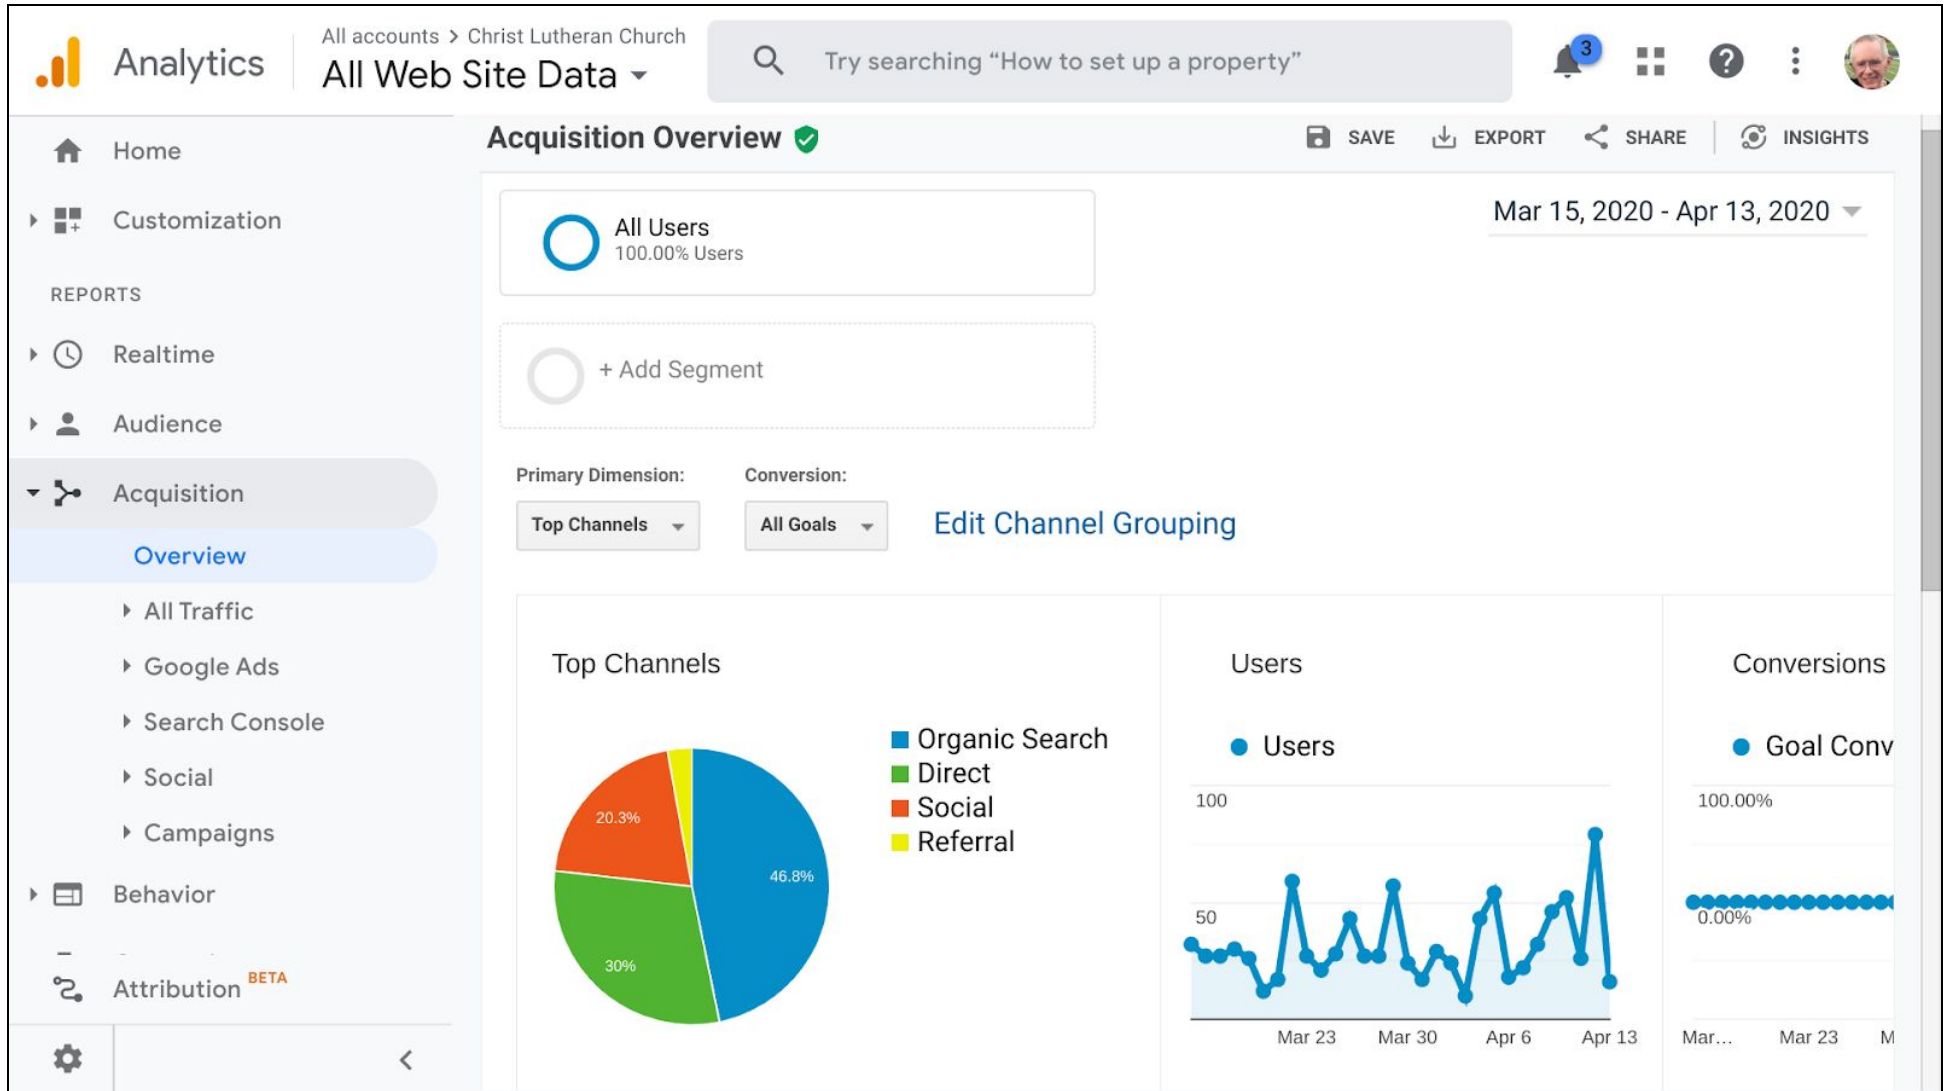 Analytics
All accounts > Christ Lutheran Church
All Web Site Data
Try searching “How to set up a property”
3
Home
Customization
REPORTS
Realtime
Audience
Acquisition
Overview
All Traffic
Google Ads
Search Console
Social
Campaigns
Behavior
Attribution BETA
Acquisition Overview
SAVE
EXPORT
SHARE
INSIGHTS
All Users
100.00% Users
Mar 15, 2020 - Apr 13, 2020
+ Add Segment
Primary Dimension:
Conversion:
Top Channels
All Goals
Edit Channel Grouping
Top Channels
Organic Search
Direct
Social
Referral
20.3%
46.8%
30%
Users
Users
100
50
Mar 23
Mar 30
Apr 6
Apr 13
Conversions
Goal Conv
100.00%
0.00%
Mar...
Mar 23
M